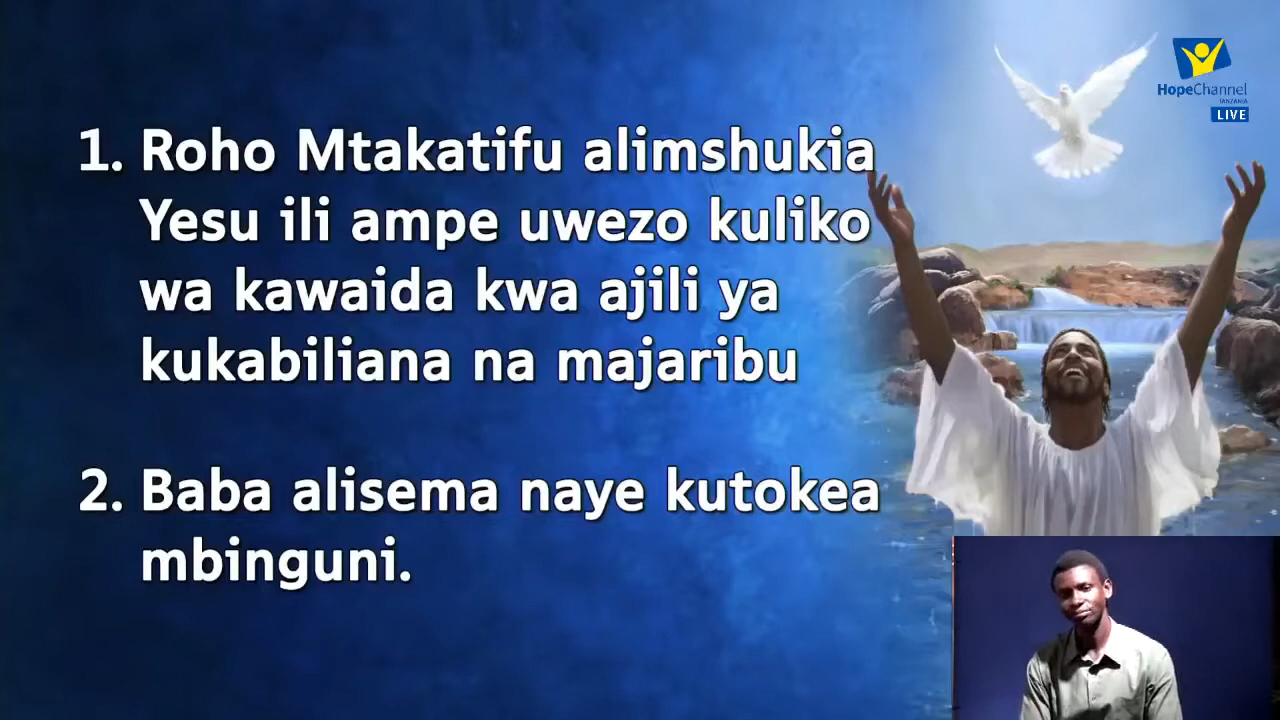 1. Roho Mtakatifu alimshukia
Yesu ili ampe uwezo kuliko
wa kawaida kwa ajili ya
kukabiliana na majaribu
2. Baba alisema naye kutokea
mbinguni.
HopeChannel
TANZANIA
LIVE